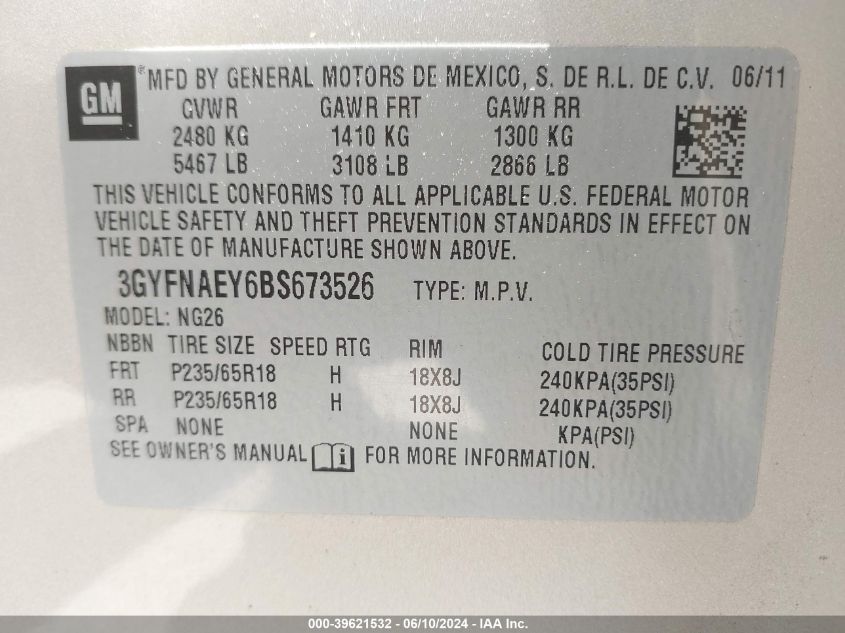 GM
® MFD BY GENERAL MOTORS DE MEXICO, S. DE R.L. DE C.V. 06/11
GVWR GAWR FRT GAWR RR
2480 KG 1410 KG 1300 KG
5467 LB 3108 LB 2866 LB
THIS VEHICLE CONFORMS TO ALL APPLICABLE U.S. FEDERAL MOTOR
VEHICLE SAFETY AND THEFT PREVENTION STANDARDS IN EFFECT ON
THE DATE OF MANUFACTURE SHOWN ABOVE.
3GYFNAEY6BS673526 TYPE: M.P.V.
MODEL: NG26
NBBN TIRE SIZE SPEED RTG RIM COLD TIRE PRESSURE
FRT P235/65R18 H 18X8J 240KPA(35PSI)
RR P235/65R18 H 18X8J 240KPA(35PSI)
SPA NONE NONE KPA(PSI)
SEE OWNER'S MANUAL i FOR MORE INFORMATION.
000-39621532 - 06/10/2024 - IAA Inc.